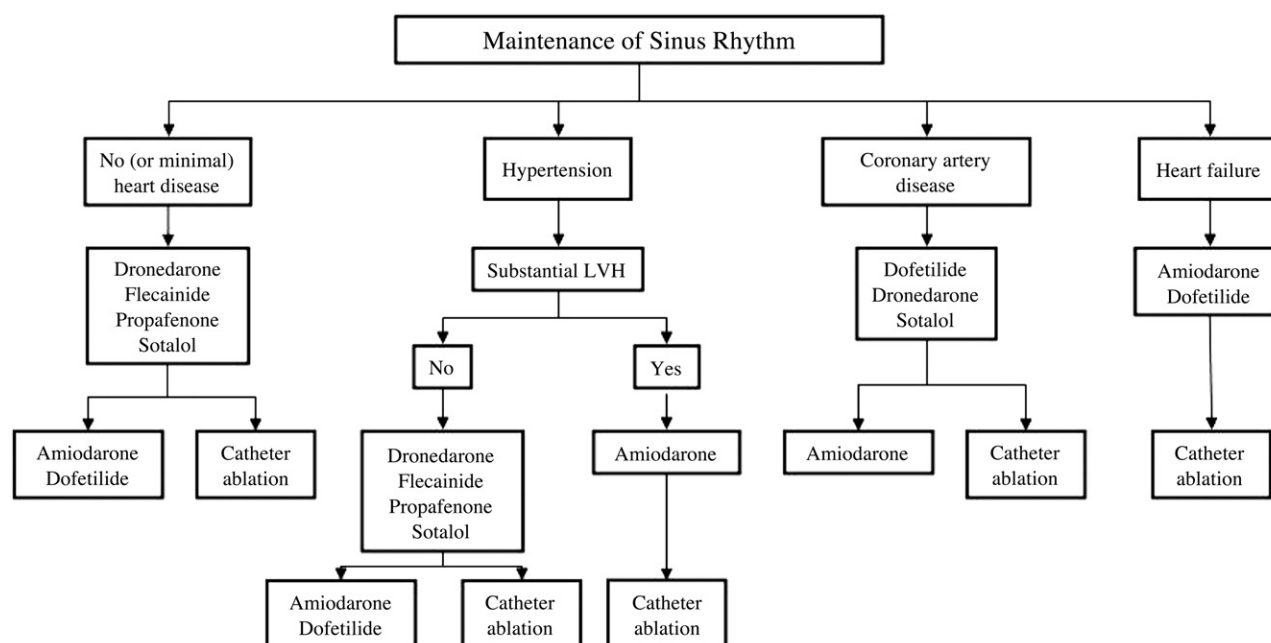 Maintenance of Sinus Rhythm
No (or minimal)
heart disease
Hypertension
Coronary artery
disease
Heart failure
Dronedarone
Flecainide
Propafenone
Sotalol
Substantial LVH
Dofetilide
Dronedarone
Sotalol
Amiodarone
Dofetilide
No
Yes
Amiodarone
Dofetilide
Catheter
ablation
Dronedarone
Flecainide
Propafenone
Sotalol
Amiodarone
Amiodarone
Catheter
ablation
Catheter
ablation
Amiodarone
Dofetilide
Catheter
ablation
Catheter
ablation